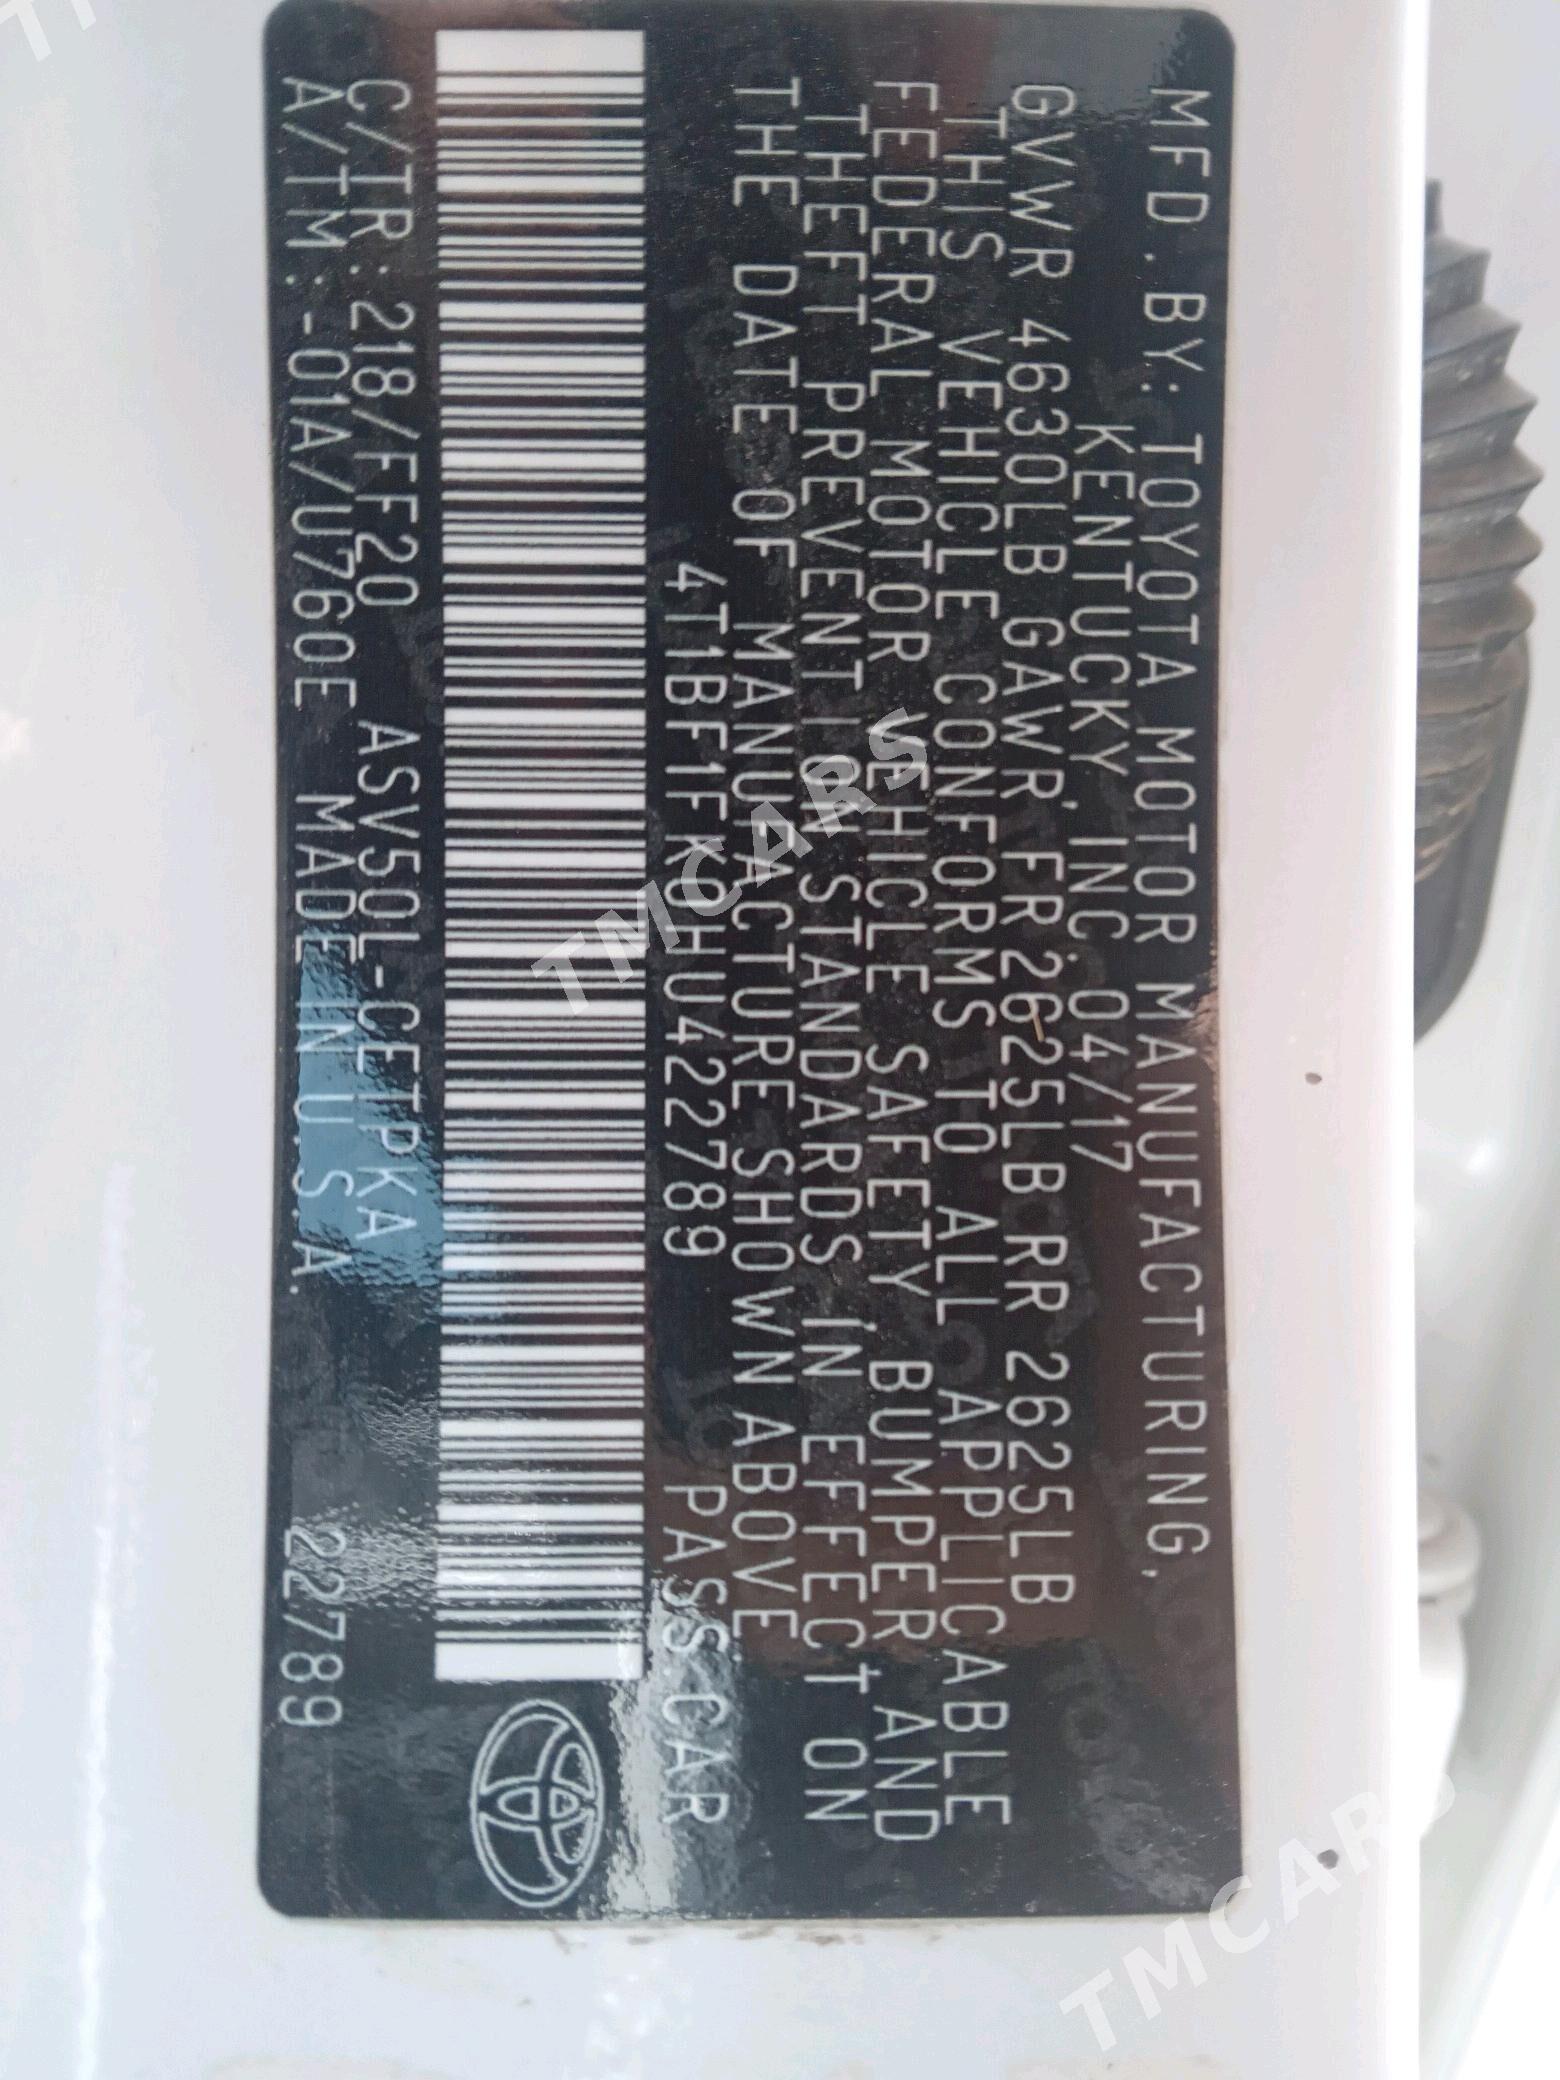 MFD. BY: TOYOTA MOTOR MANUFACTURING,
KENTUCKY, INC. 04/17
GVWR 4630LB GAWR FR 2625LB RR 2625LB
THIS VEHICLE CONFORMS TO ALL APPLICABLE
FEDERAL MOTOR VEHICLE SAFETY, BUMPER AND
THEFT PREVENTION STANDARDS IN EFFECT ON
THE DATE OF MANUFACTURE SHOWN ABOVE
4T1BF1FK0HU422789 PASS.CAR
C/TR: 218/FF20 ASV50L-CETPKA
A/TM: -01A/U760E MADE IN U.S.A. 22789
TMCARS
TMCARS